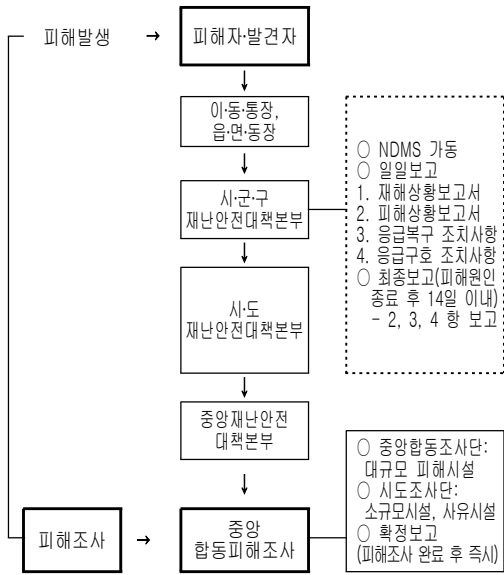 피해발생 → 피해자·발견자
이·동·통장,
읍·면·동장
시·군·구
재난안전대책본부
○ NDMS 가동
○ 일일보고
1. 재해상황보고서
2. 피해상황보고서
3. 응급복구 조치사항
4. 응급구호 조치사항
○ 최종보고(피해원인
종료 후 14일 이내)
- 2, 3, 4 항 보고
시·도
재난안전대책본부
중앙재난안전
대책본부
피해조사 → 중앙
합동피해조사
○ 중앙합동조사단:
대규모 피해시설
○ 시도조사단:
소규모시설, 사유시설
○ 확정보고
(피해조사 완료 후 즉시)